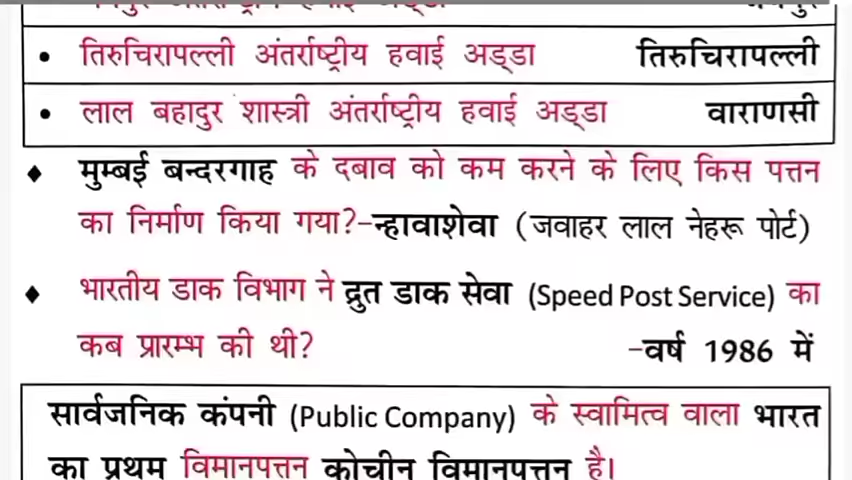 • तिरुचिरापल्ली अंतर्राष्ट्रीय हवाई अड्डा तिरुचिरापल्ली
• लाल बहादुर शास्त्री अंतर्राष्ट्रीय हवाई अड्डा वाराणसी
♦ मुम्बई बन्दरगाह के दबाव को कम करने के लिए किस पत्तन
का निर्माण किया गया?-न्हावाशेवा (जवाहर लाल नेहरू पोर्ट)
♦ भारतीय डाक विभाग ने द्रुत डाक सेवा (Speed Post Service) का
कब प्रारम्भ की थी? -वर्ष 1986 में
सार्वजनिक कंपनी (Public Company) के स्वामित्व वाला भारत
का प्रथम विमानपत्तन कोचीन विमानपत्तन है।